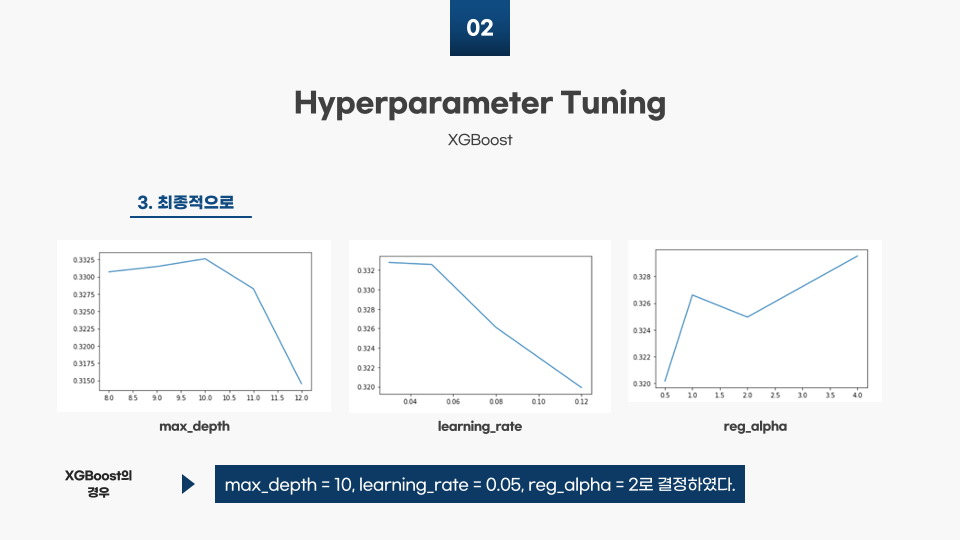 02
Hyperparameter Tuning
XGBoost
3. 최종적으로
0.3325
0.3300
0.3275
0.3250
0.3225
0.3200
0.3175
0.3150
8.0 8.5 9.0 9.5 10.0 10.5 11.0 11.5 12.0
max_depth
0.332
0.330
0.328
0.326
0.324
0.322
0.320
0.04 0.06 0.08 0.10 0.12
learning_rate
0.328
0.326
0.324
0.322
0.320
0.5 1.0 1.5 2.0 2.5 3.0 3.5 4.0
reg_alpha
XGBoost의
경우
max_depth = 10, learning_rate = 0.05, reg_alpha = 2로 결정하였다.